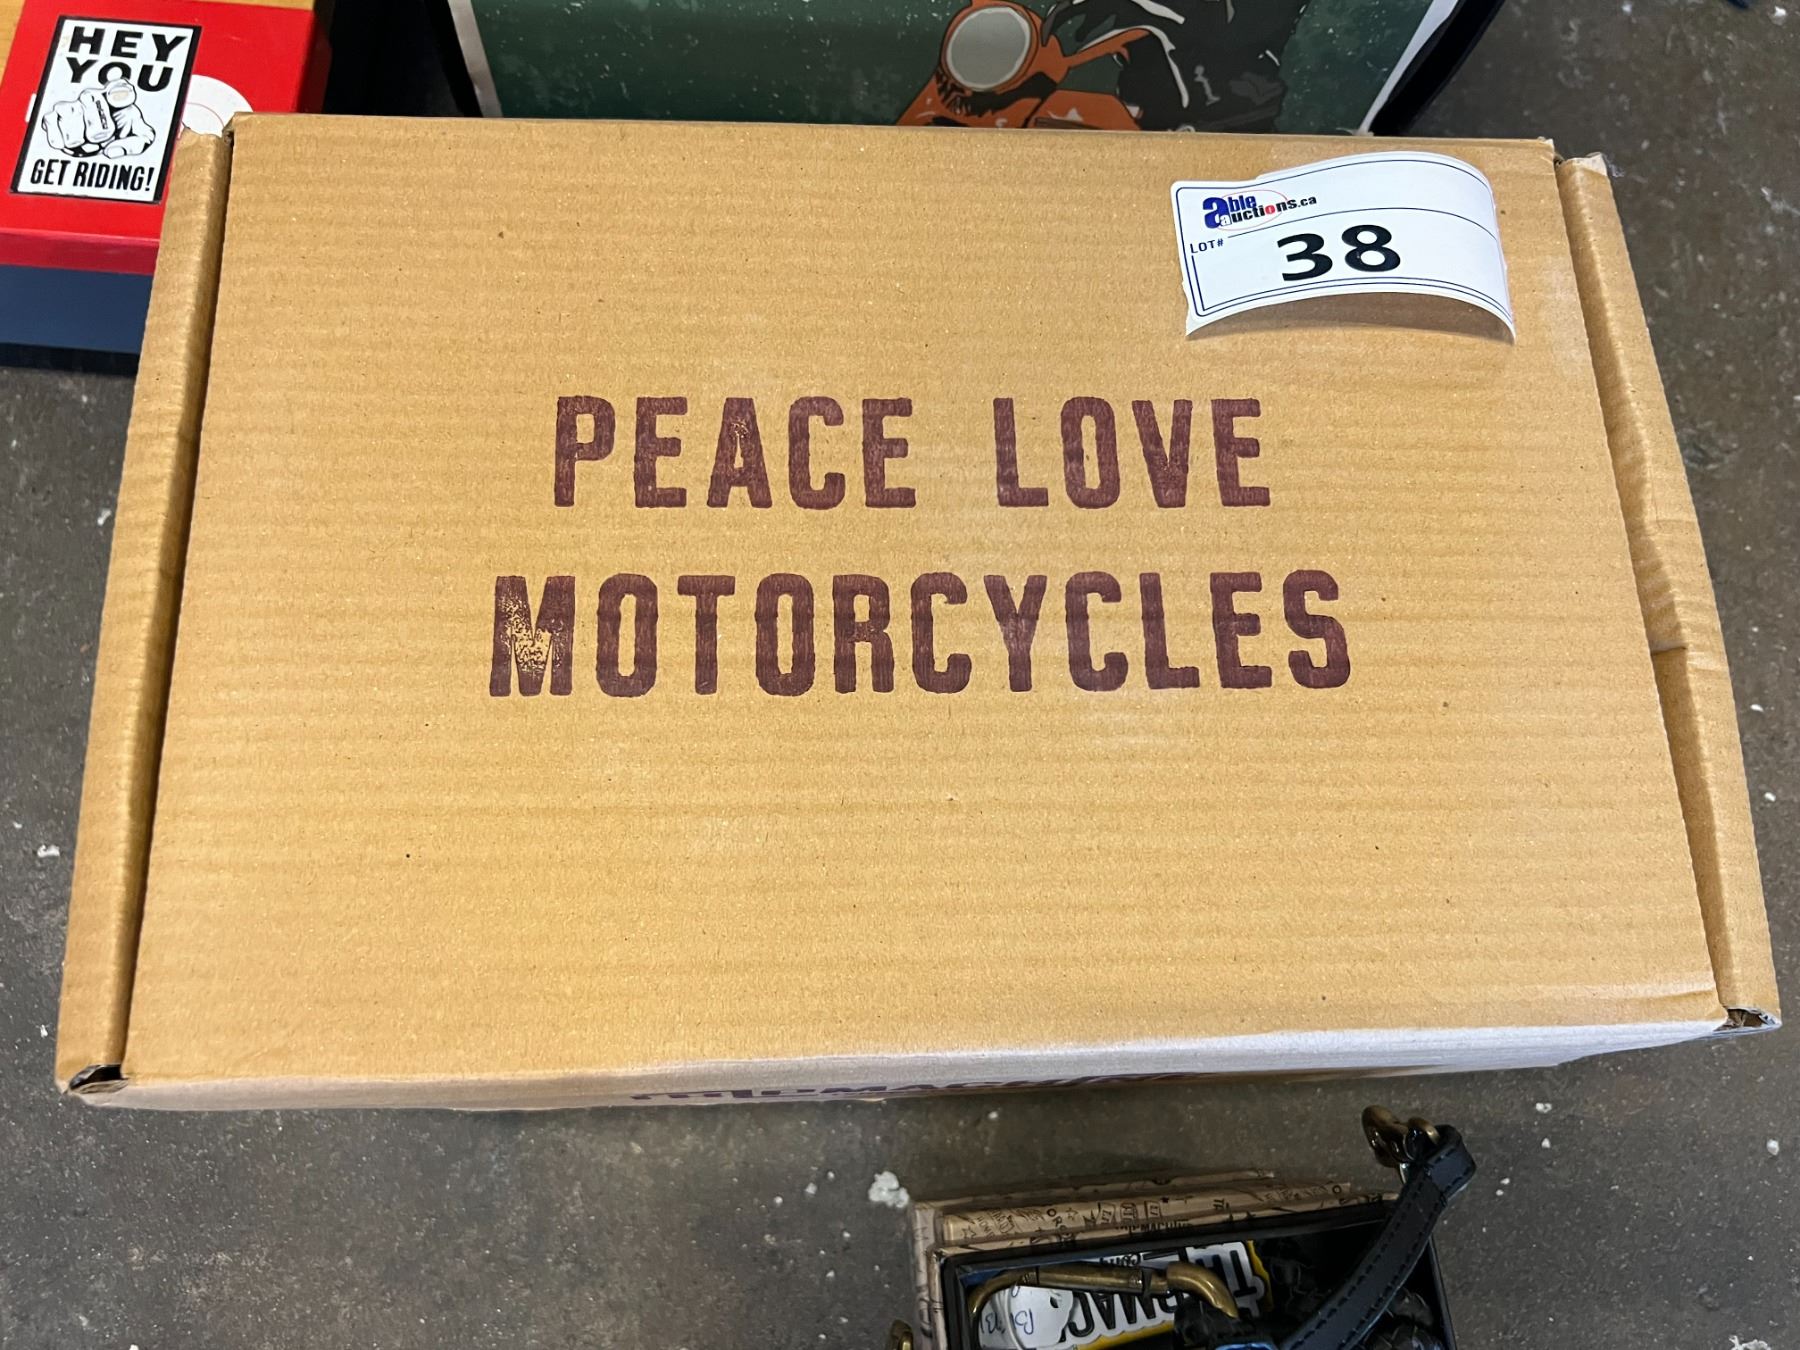 HEY
YOU
GET RIDING!
able
auctions.ca
LOT#
38
PEACE LOVE
MOTORCYCLES